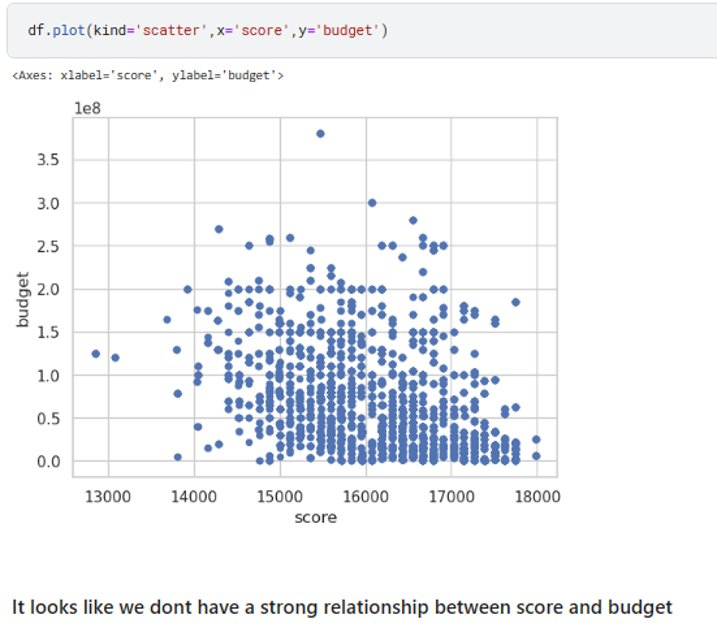 df.plot(kind='scatter',x='score',y='budget')
<Axes: xlabel='score', ylabel='budget'>
1e8
3.5
3.0
2.5
2.0
1.5
1.0
0.5
0.0
budget
13000 14000 15000 16000 17000 18000
score
It looks like we dont have a strong relationship between score and budget